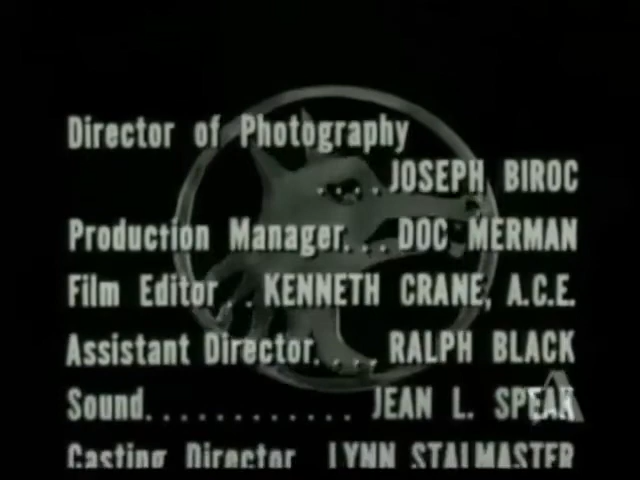 Director of Photography
. . . . JOSEPH BIROC
Production Manager. . . DOC MERMAN
Film Editor . . KENNETH CRANE, A.C.E.
Assistant Director. . . . RALPH BLACK
Sound. . . . . . . . . . . . . JEAN L. SPEAK
Casting Director LYNN STALMASTER